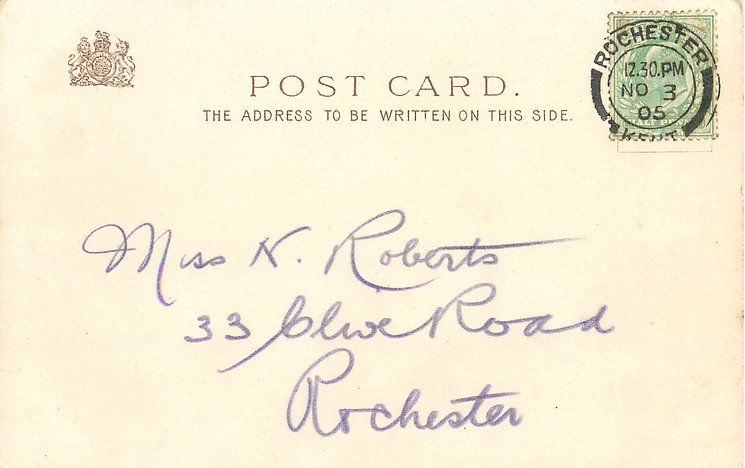 POST CARD.
THE ADDRESS TO BE WRITTEN ON THIS SIDE.
ROCHESTER
12.30.PM
NO 3
05
KENT
Miss N. Roberts
33 Clive Road
Rochester